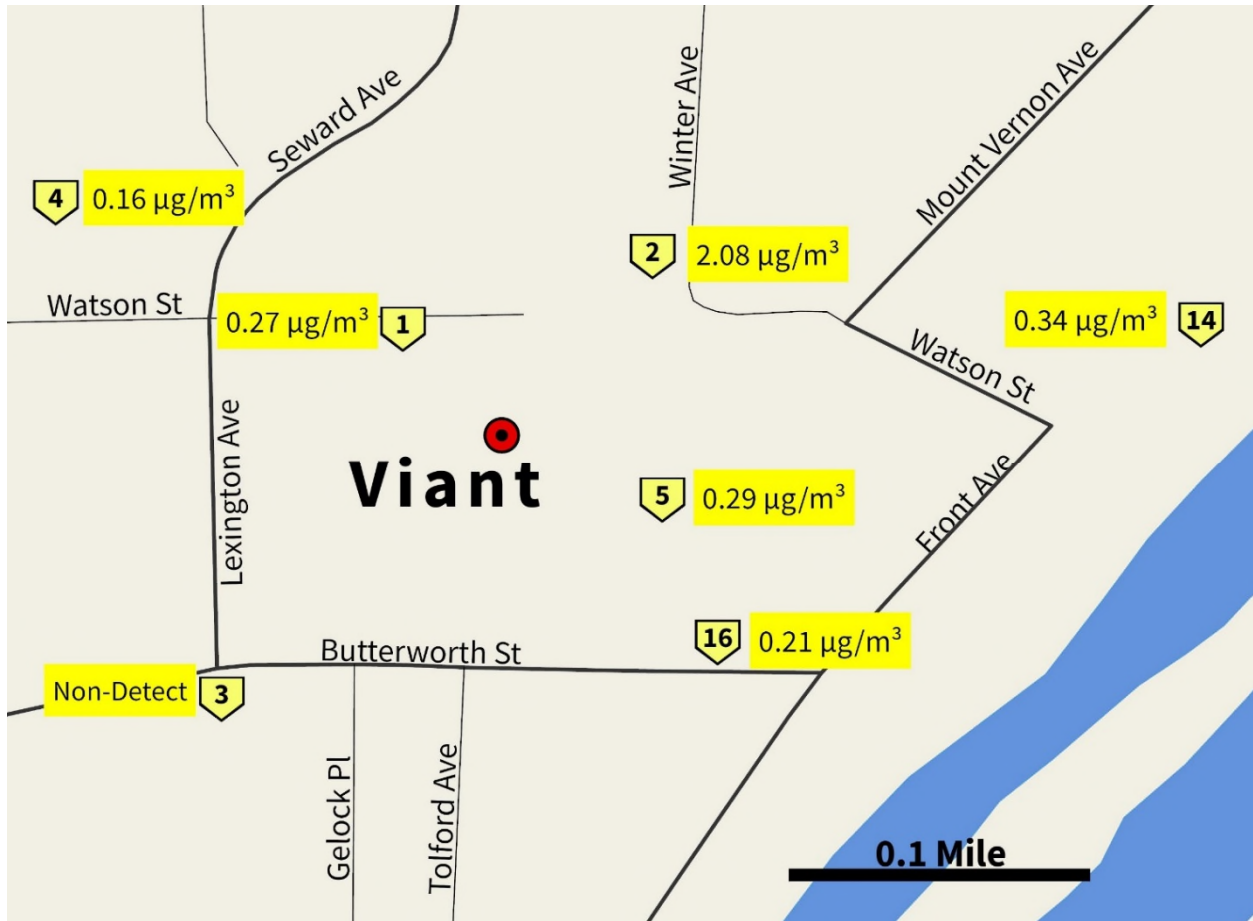 Seward Ave
Winter Ave
Mount Vernon Ave
4
0.16 µg/m³
2
2.08 µg/m³
Watson St
0.27 µg/m³
1
0.34 µg/m³
14
Watson St
Lexington Ave
Viant
5
0.29 µg/m³
Front Ave
16
0.21 µg/m³
Butterworth St
Non-Detect
3
Gelock Pl
Tolford Ave
0.1 Mile